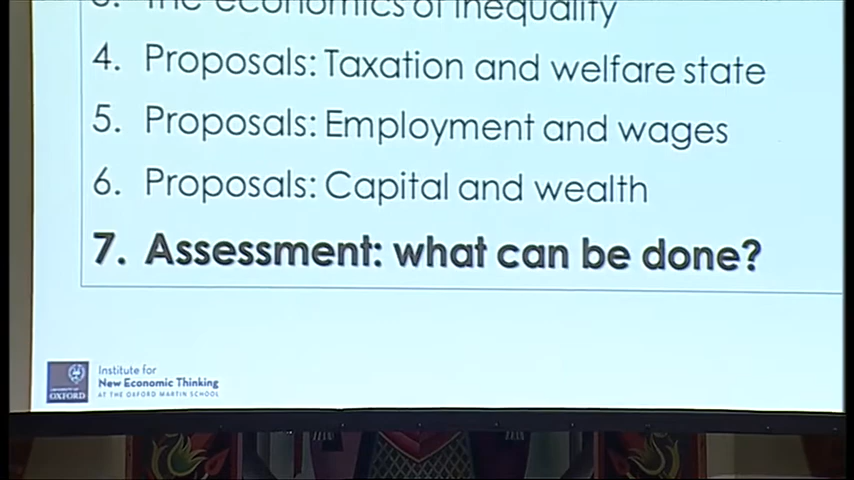 3. The economics of inequality
4. Proposals: Taxation and welfare state
5. Proposals: Employment and wages
6. Proposals: Capital and wealth
7. Assessment: what can be done?
UNIVERSITY OF
OXFORD
Institute for
New Economic Thinking
AT THE OXFORD MARTIN SCHOOL